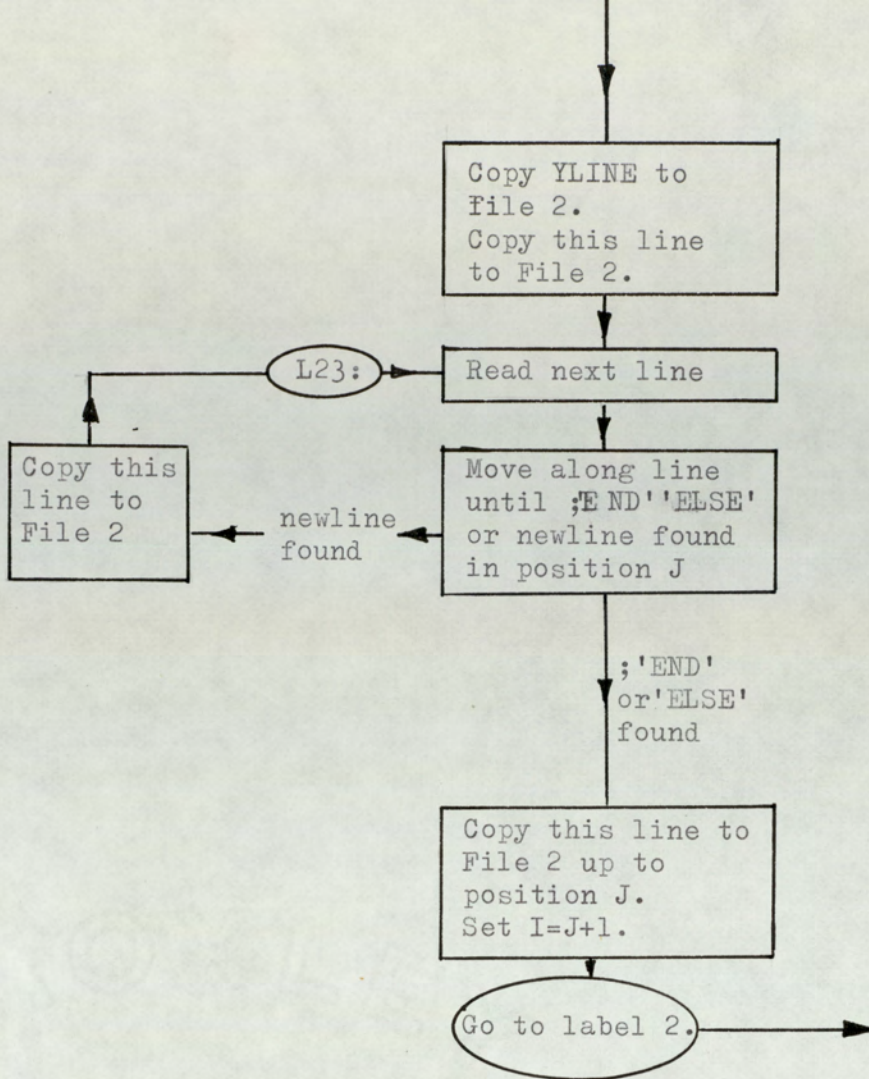 Copy YLINE to
file 2.
Copy this line
to File 2.
L23:
Read next line
Copy this
line to
File 2
newline
found
Move along line
until ;'E ND''ELSE'
or newline found
in position J
;'END'
or'ELSE'
found
Copy this line to
File 2 up to
position J.
Set I=J+1.
Go to label 2.